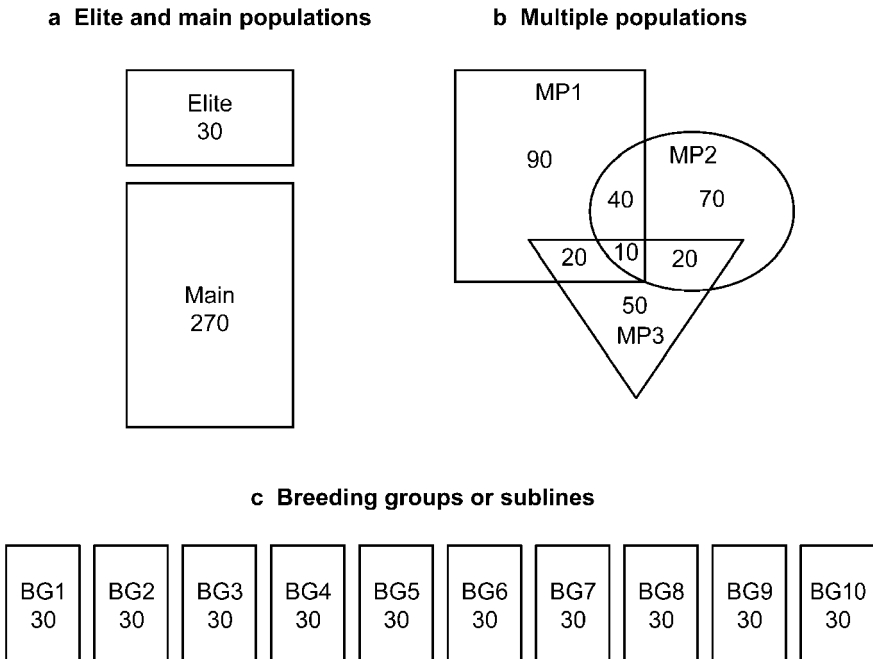 a Elite and main populations
b Multiple populations
Elite
30
Main
270
MP1
90
MP2
40
70
20
10
20
50
MP3
c Breeding groups or sublines
BG1
30
BG2
30
BG3
30
BG4
30
BG5
30
BG6
30
BG7
30
BG8
30
BG9
30
BG10
30